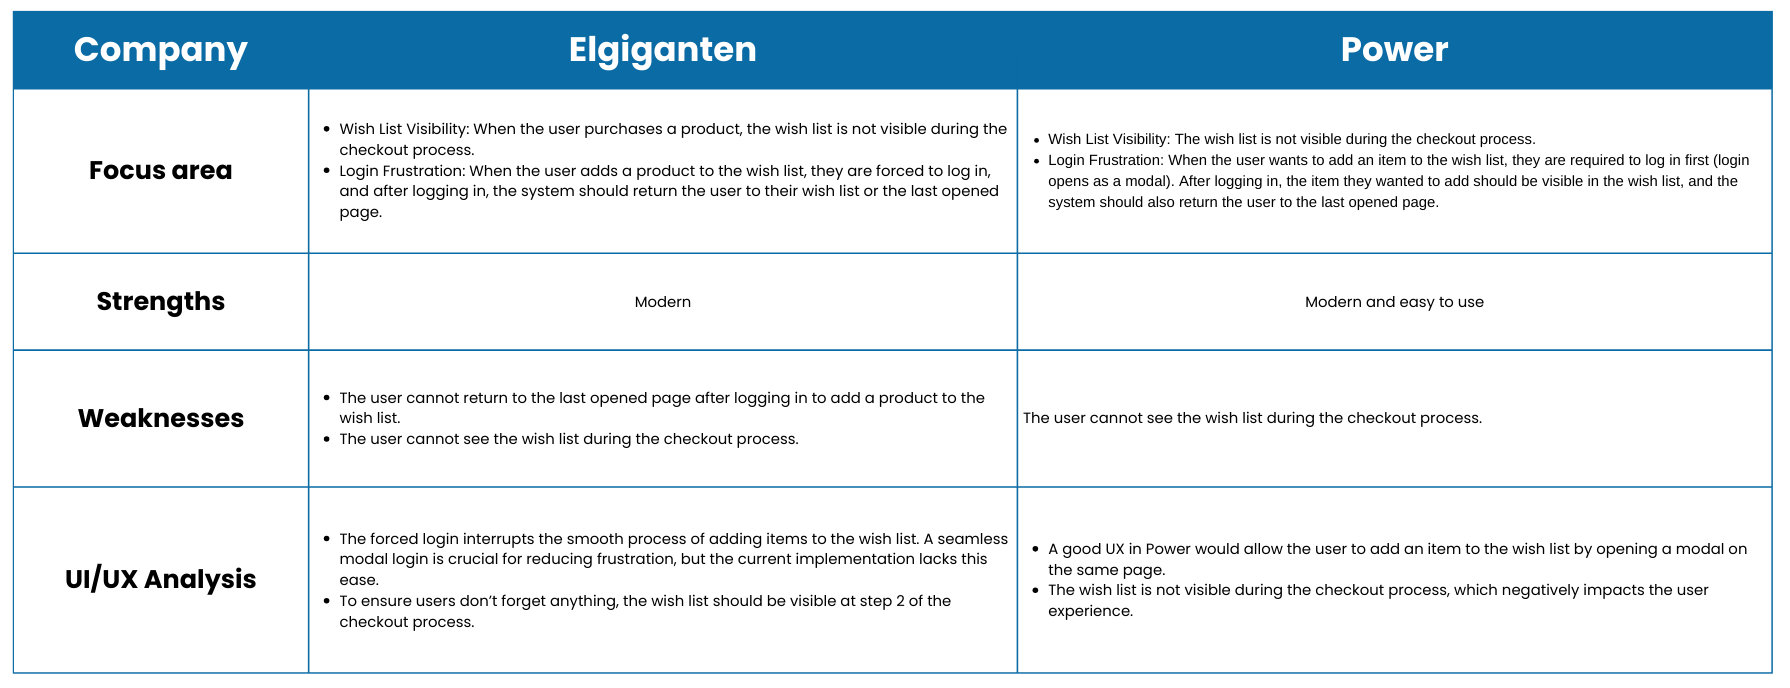 Company Elgiganten Power
Focus area
• Wish List Visibility: When the user purchases a product, the wish list is not visible during the
checkout process.
• Login Frustration: When the user adds a product to the wish list, they are forced to log in,
and after logging in, the system should return the user to their wish list or the last opened
page.
• Wish List Visibility: The wish list is not visible during the checkout process.
• Login Frustration: When the user wants to add an item to the wish list, they are required to log in first (login
opens as a modal). After logging in, the item they wanted to add should be visible in the wish list, and the
system should also return the user to the last opened page.
Strengths
Modern
Modern and easy to use
Weaknesses
• The user cannot return to the last opened page after logging in to add a product to the
wish list.
• The user cannot see the wish list during the checkout process.
The user cannot see the wish list during the checkout process.
UI/UX Analysis
• The forced login interrupts the smooth process of adding items to the wish list. A seamless
modal login is crucial for reducing frustration, but the current implementation lacks this
ease.
• To ensure users don’t forget anything, the wish list should be visible at step 2 of the
checkout process.
• A good UX in Power would allow the user to add an item to the wish list by opening a modal on
the same page.
• The wish list is not visible during the checkout process, which negatively impacts the user
experience.